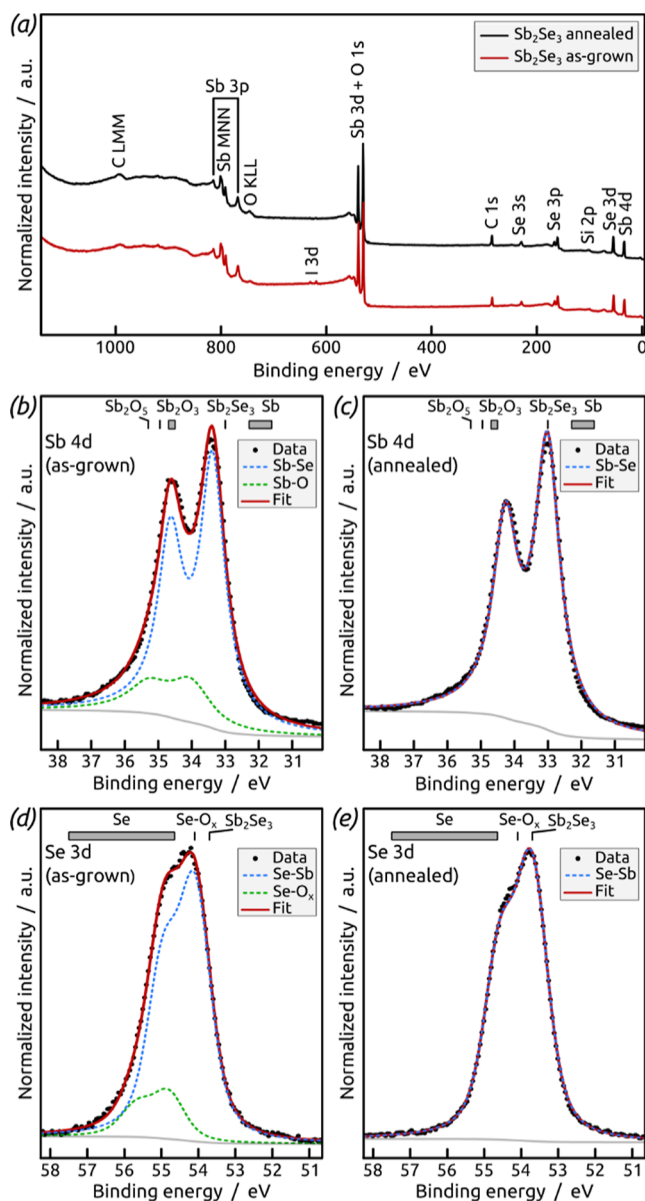 (a)
Sb₂Se₃ annealed
Sb₂Se₃ as-grown
Normalized intensity / a.u.
C LMM
Sb 3p
Sb MNN
O KLL
I 3d
Sb 3d + O 1s
C 1s
Se 3s
Se 3p
Si 2p
Se 3d
Sb 4d
1000 800 600 400 200 0
Binding energy / eV
(b)
Sb₂O₅ Sb₂O₃ Sb₂Se₃ Sb
Sb 4d
(as-grown)
Data
Sb-Se
Sb-O
Fit
Normalized intensity / a.u.
38 37 36 35 34 33 32 31
Binding energy / eV
(c)
Sb₂O₅ Sb₂O₃ Sb₂Se₃ Sb
Sb 4d
(annealed)
Data
Sb-Se
Fit
Normalized intensity / a.u.
38 37 36 35 34 33 32 31
Binding energy / eV
(d)
Se Se-Oₓ Sb₂Se₃
Se 3d
(as-grown)
Data
Se-Sb
Se-Oₓ
Fit
Normalized intensity / a.u.
58 57 56 55 54 53 52 51
Binding energy / eV
(e)
Se Se-Oₓ Sb₂Se₃
Se 3d
(annealed)
Data
Se-Sb
Fit
Normalized intensity / a.u.
58 57 56 55 54 53 52 51
Binding energy / eV